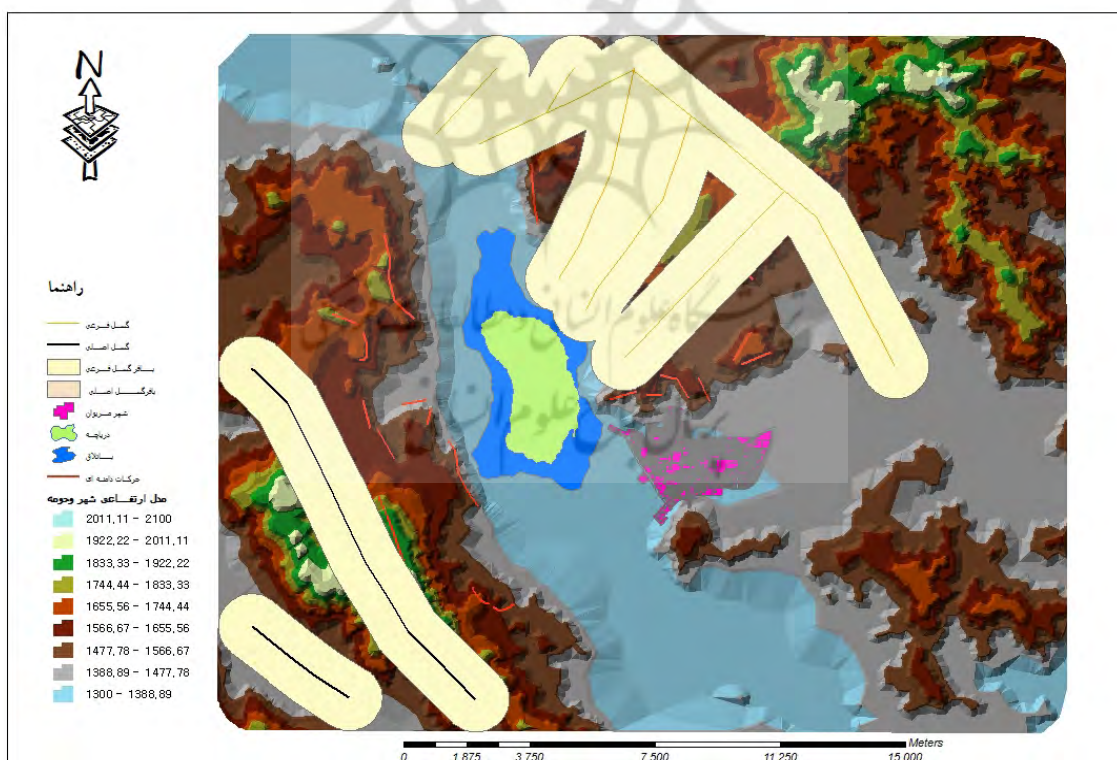 N
راهنما
گسل فرعی
گسل اصلی
بافر گسل فرعی
بافر گسل اصلی
شهر مریوان
دریاچه
باتلاق
حرکات دامنه ای
مدل ارتفاعی شهر وحومه
2011,11 - 2100
1922,22 - 2011,11
1833,33 - 1922,22
1744,44 - 1833,33
1655,56 - 1744,44
1566,67 - 1655,56
1477,78 - 1566,67
1388,89 - 1477,78
1300 - 1388,89
Meters
0 1.875 3.750 7.500 11.250 15.000